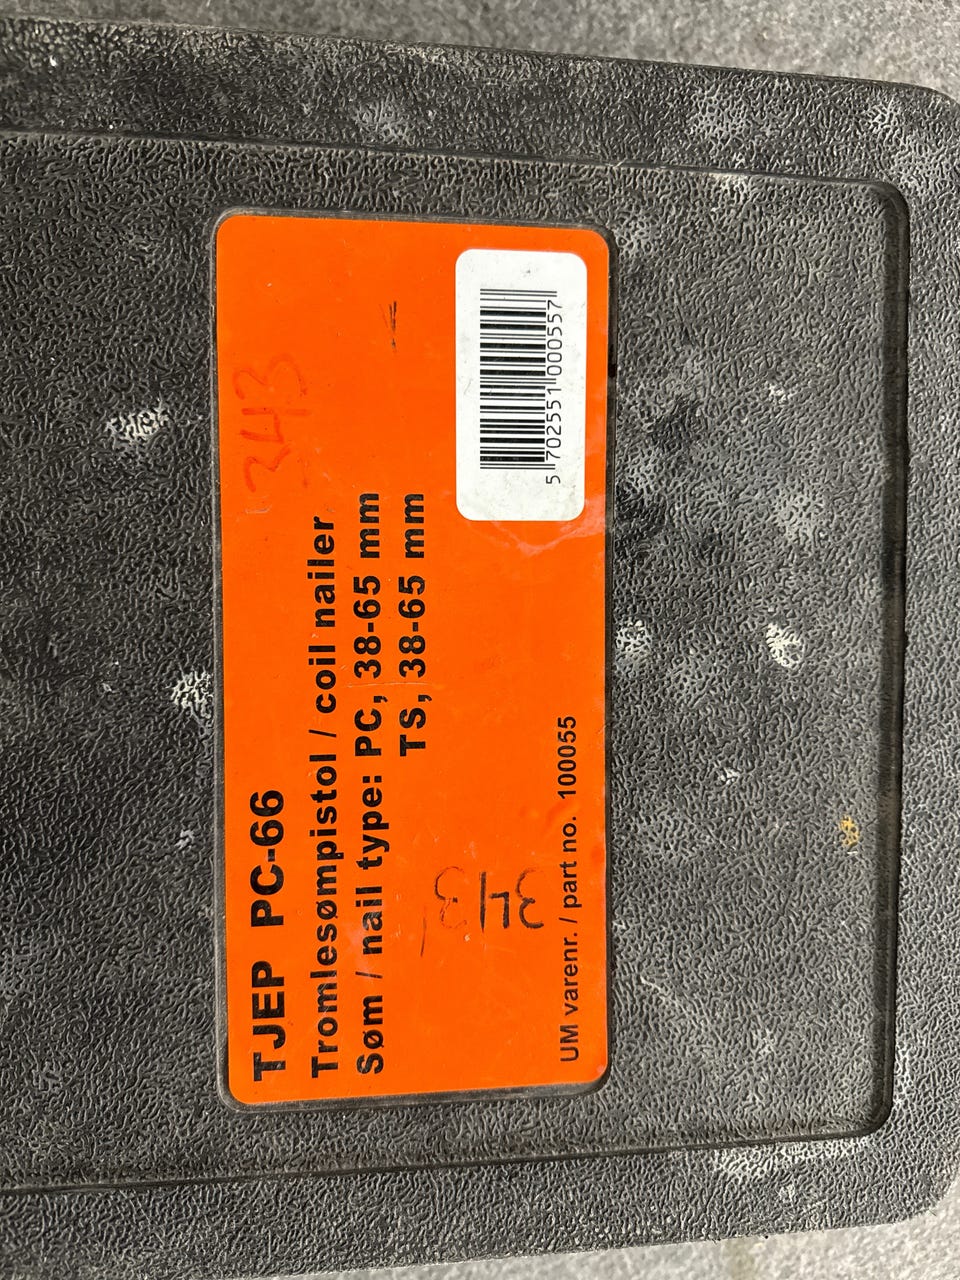 TJEP PC-66
Tromlesømpistol / coil nailer
Søm / nail type: PC, 38-65 mm
TS, 38-65 mm
343
343
UM varenr. / part no. 100055
5 702551 000557